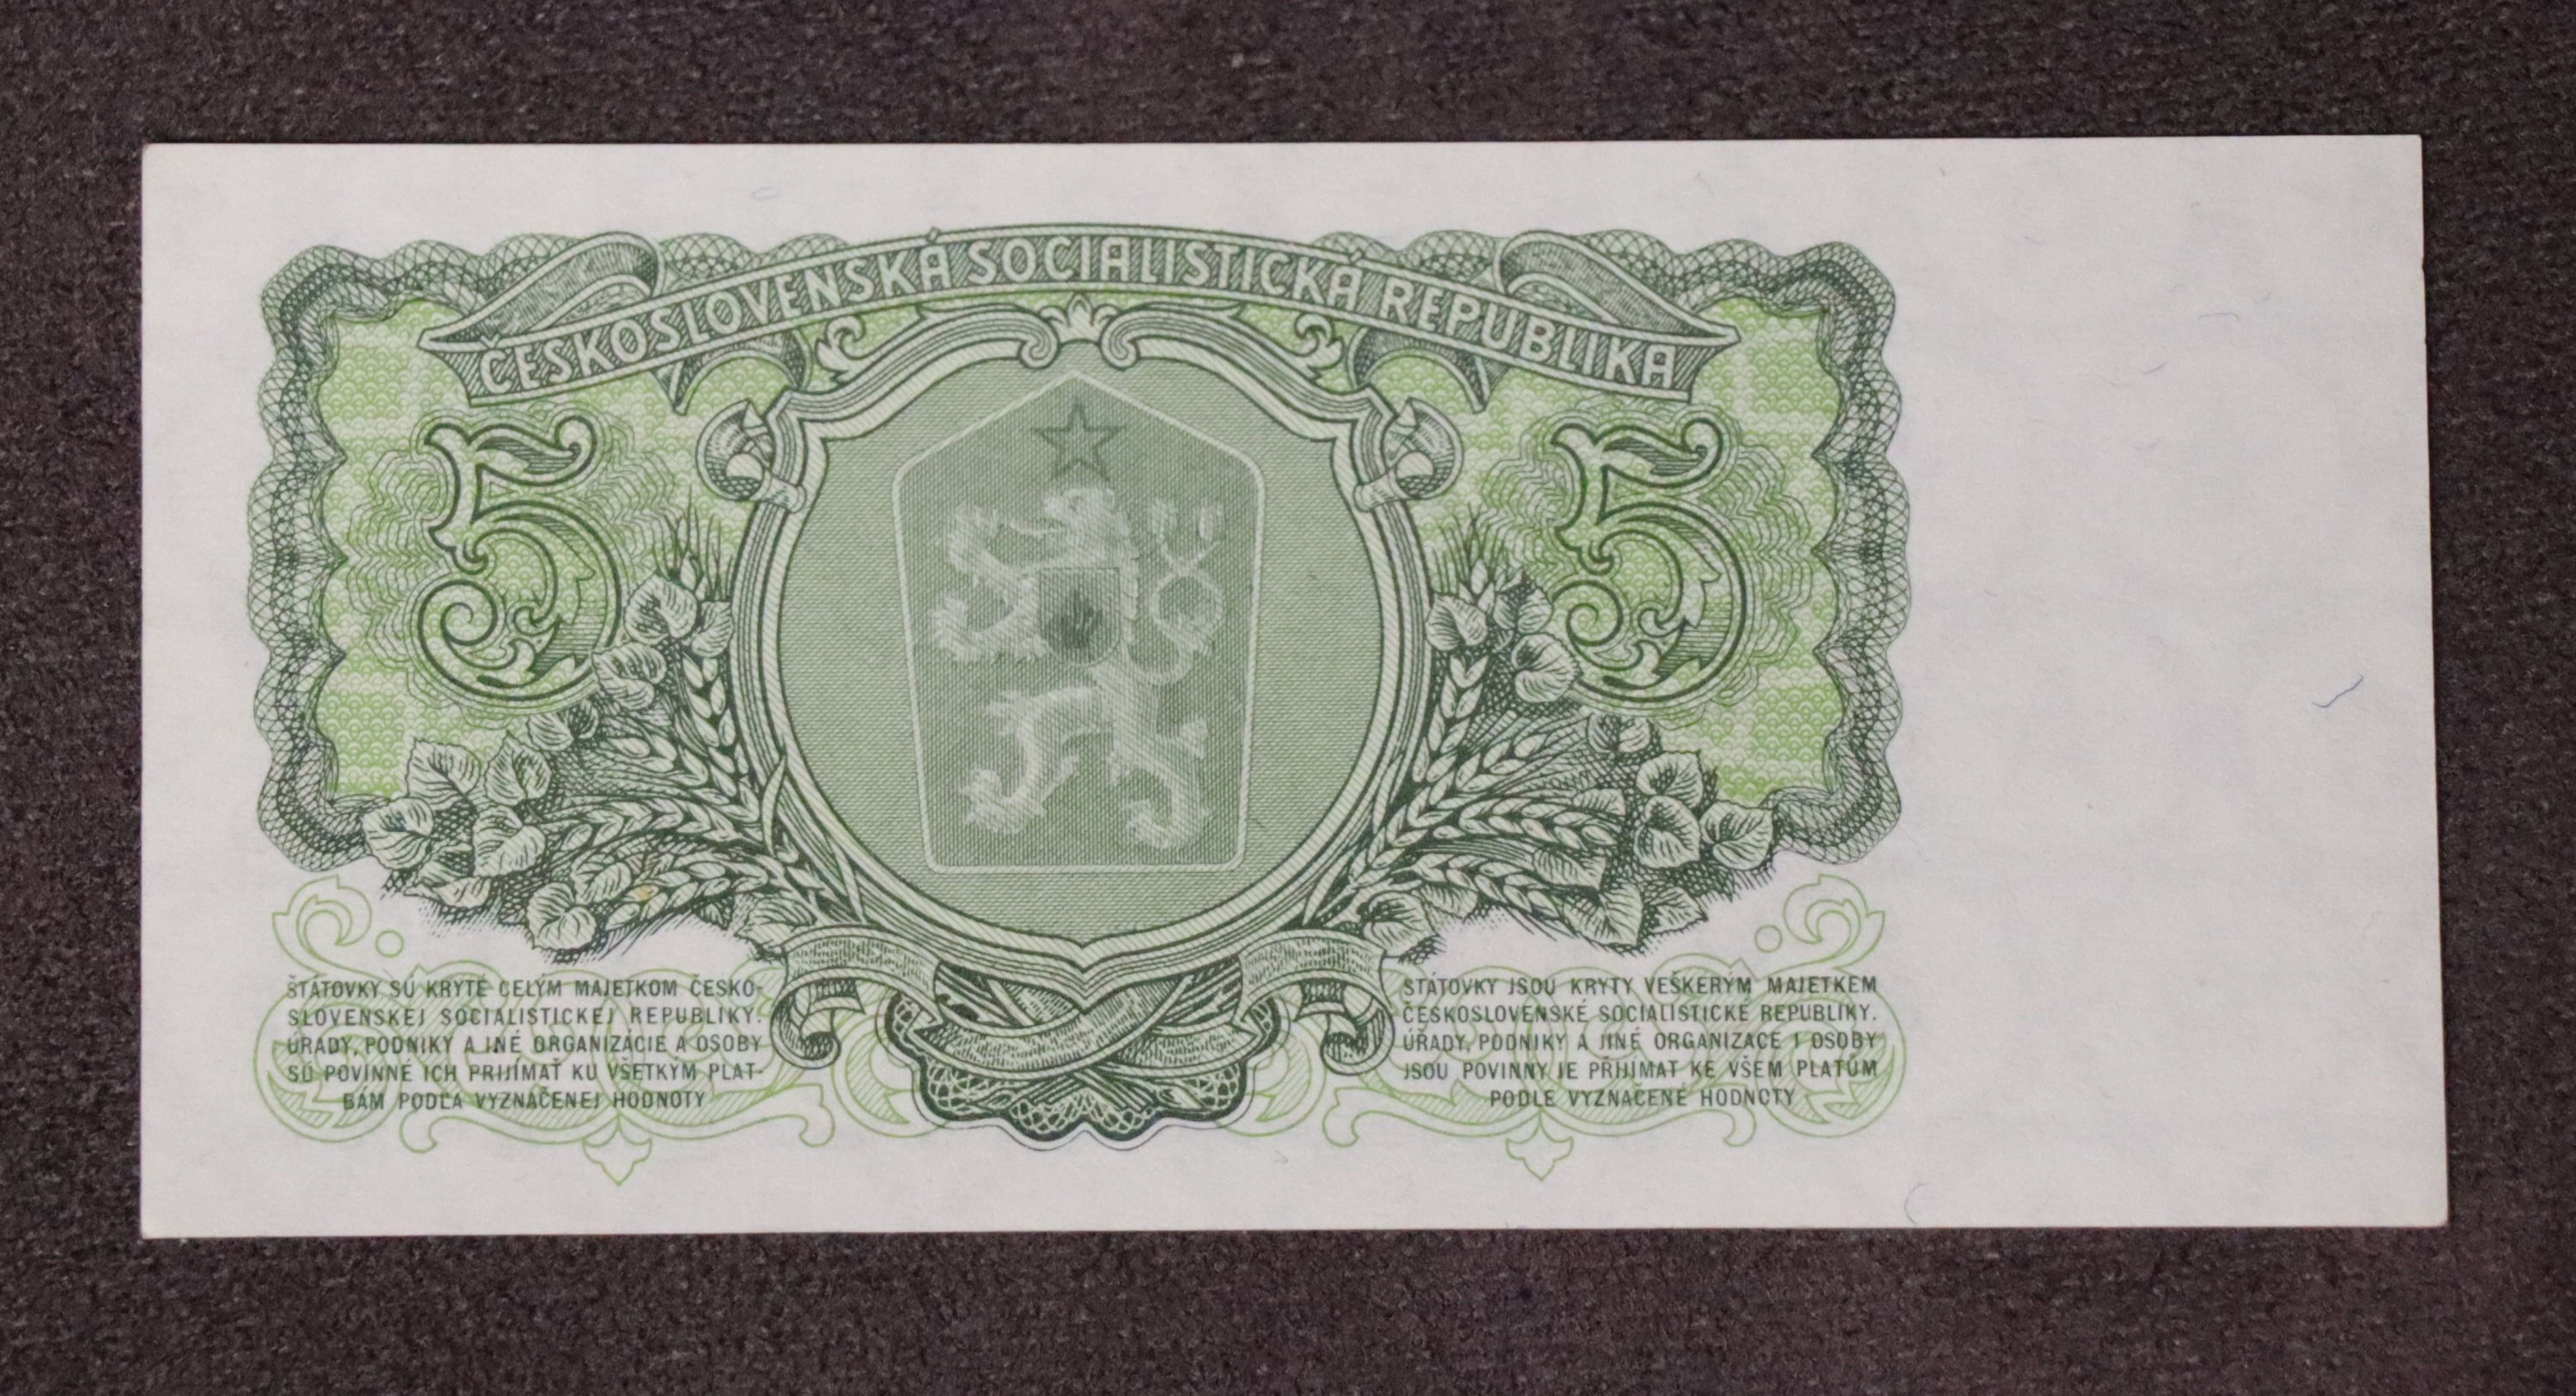 ČESKOSLOVENSKÁ SOCIALISTICKÁ REPUBLIKA
5
5
ŠTÁTOVKY SÚ KRYTÉ CELÝM MAJETKOM ČESKO-
SLOVENSKEJ SOCIALISTICKEJ REPUBLIKY.
ÚRADY, PODNIKY A INÉ ORGANIZÁCIE A OSOBY
SÚ POVINNÉ ICH PRIJÍMAŤ KU VŠETKÝM PLAT-
BÁM PODĽA VYZNAČENEJ HODNOTY
STÁTOVKY JSOU KRYTY VEŠKERÝM MAJETKEM
ČESKOSLOVENSKÉ SOCIALISTICKÉ REPUBLIKY.
ÚŘADY, PODNIKY A JINÉ ORGANIZACE I OSOBY
JSOU POVINNY JE PŘIJÍMAT KE VŠEM PLATŮM
PODLE VYZNAČENÉ HODNOTY